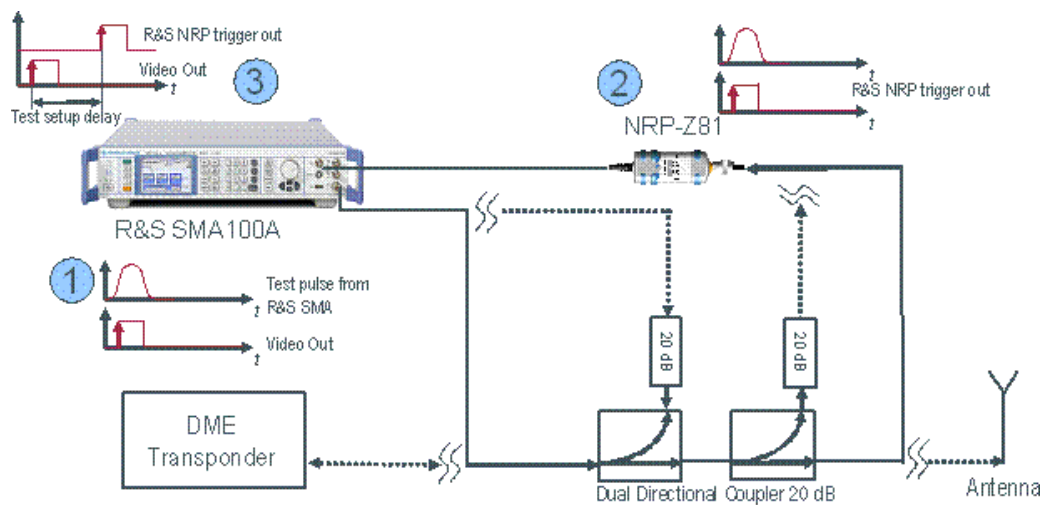 R&S NRP trigger out
Video Out
t
Test setup delay
3
2
R&S NRP trigger out
t
t
NRP-Z81
R&S SMA100A
1
Test pulse from
R&S SMA
t
Video Out
t
20 dB
20 dB
DME
Transponder
Dual Directional Coupler 20 dB
Antenna